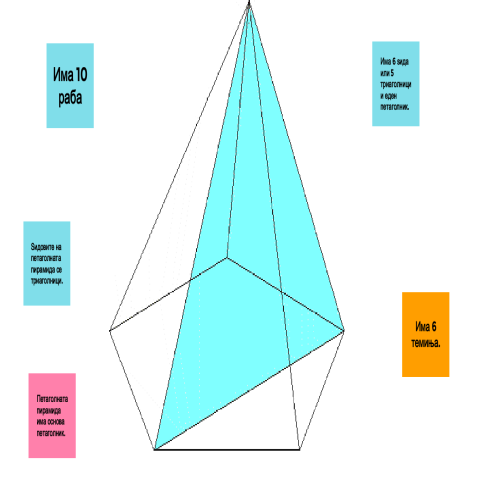 Има 10
раба
Има 6 ѕида
или 5
триаголници
и еден
петаголник.
Ѕидовите на
петаголната
пирамида се
триаголници.
Има 6
темиња.
Петаголната
пирамида
има основа
петаголник.